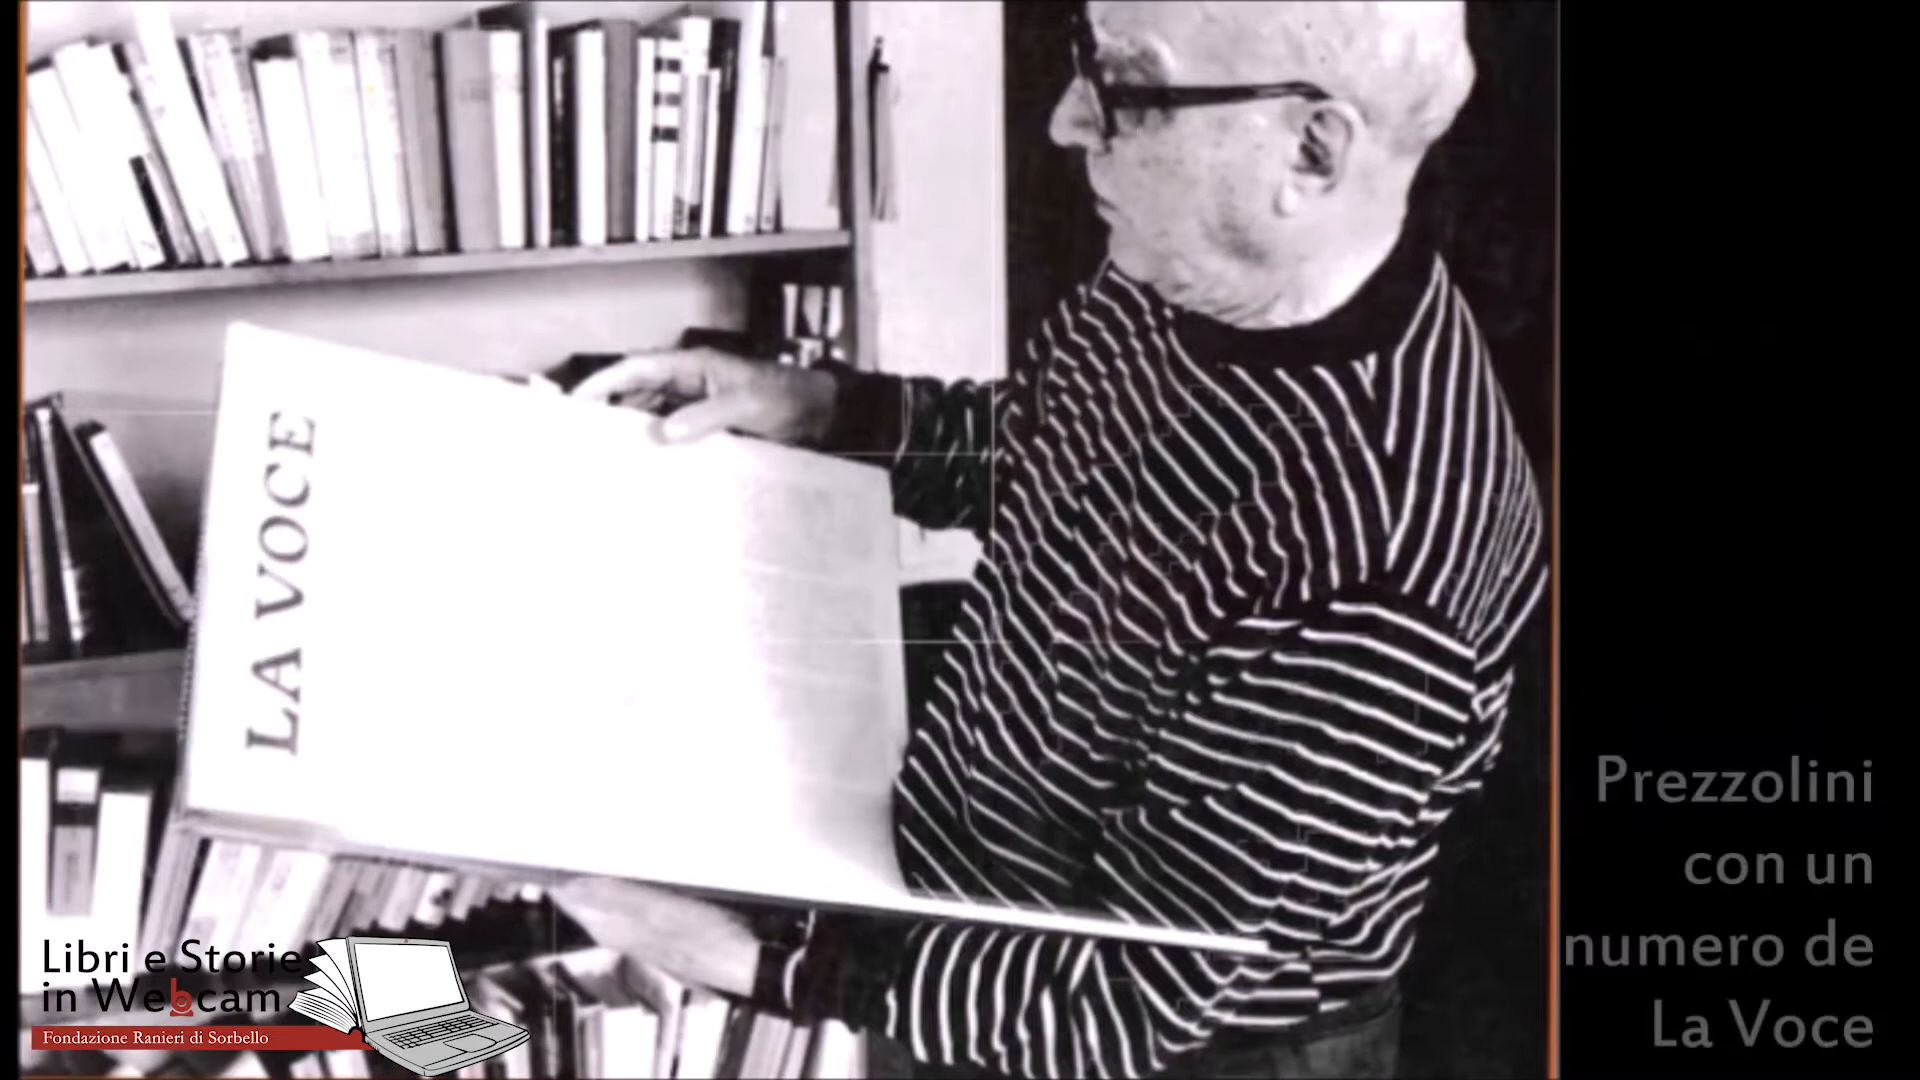 LA VOCE
Prezzolini
con un
numero de
La Voce
Libri e Storie
in Webcam
Fondazione Ranieri di Sorbello